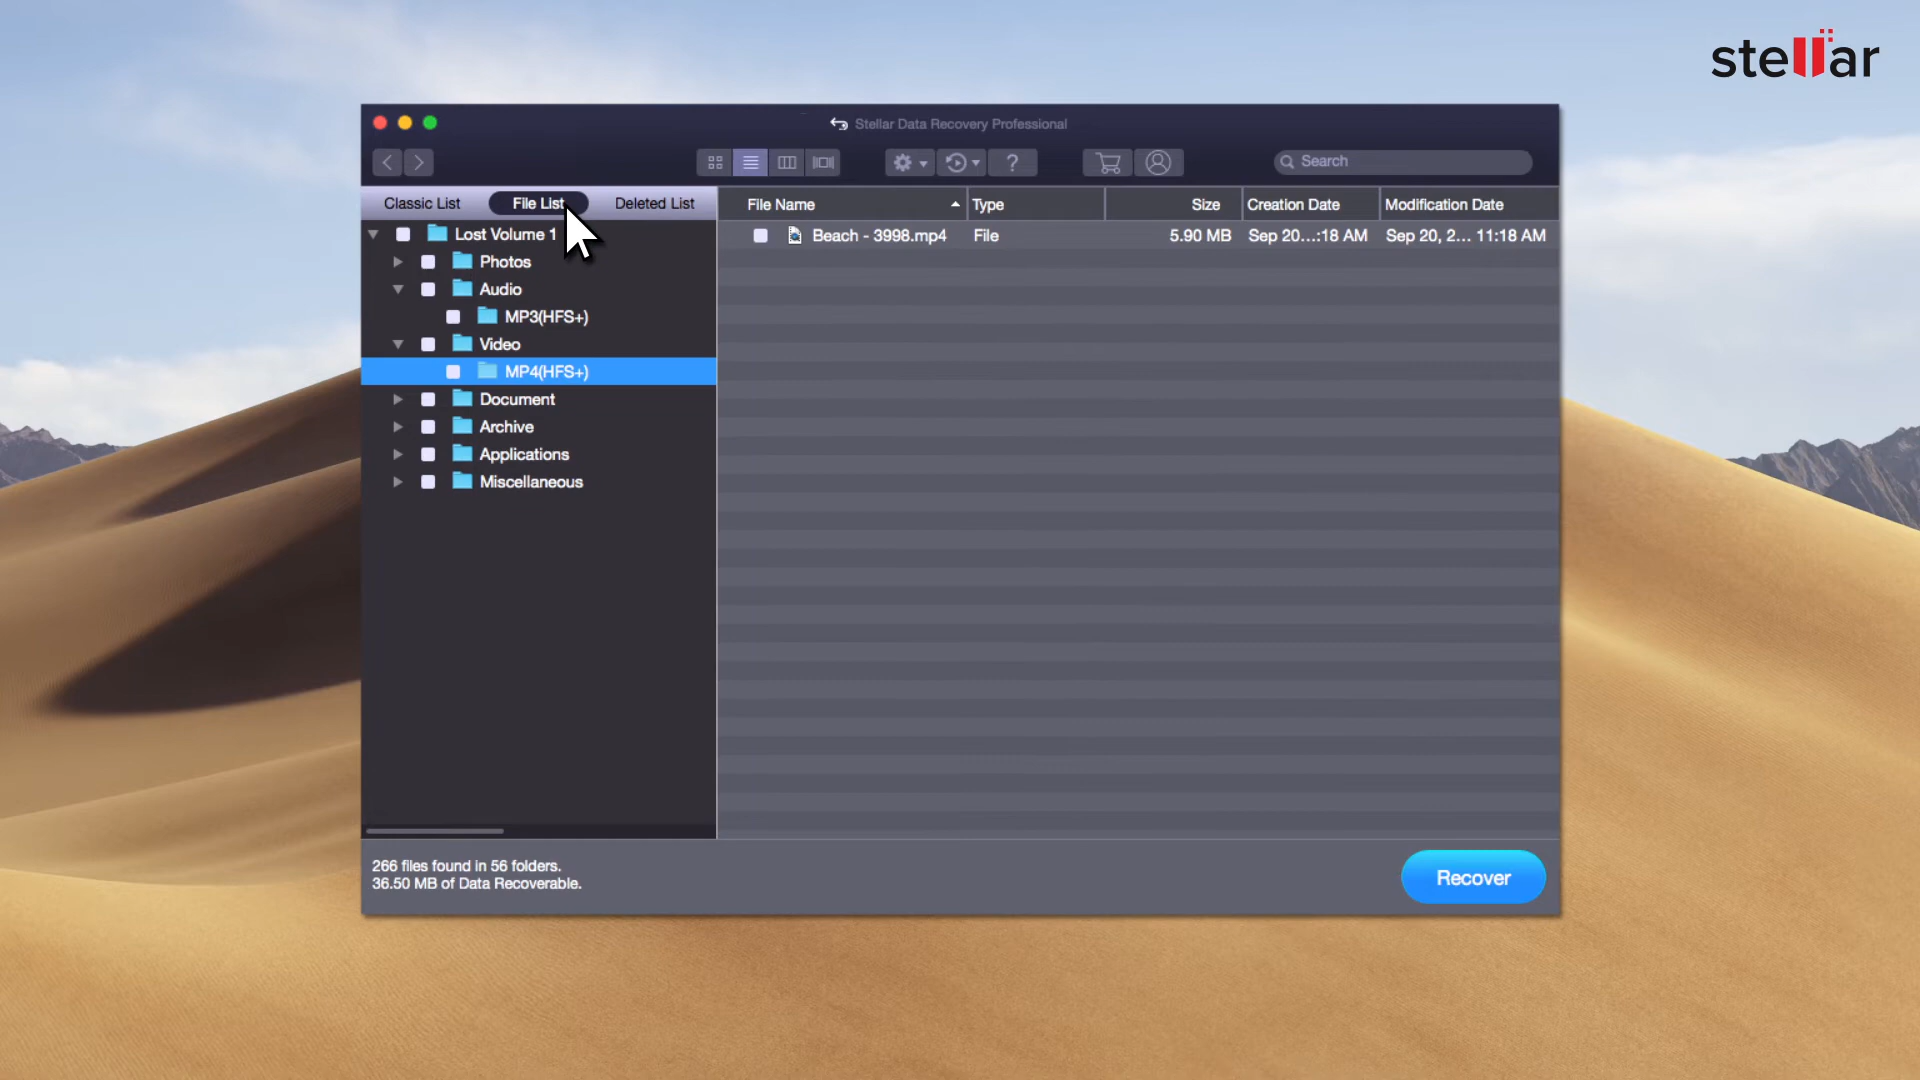 stellar
Stellar Data Recovery Professional
Search
Classic List File List Deleted List
File Name Type Size Creation Date Modification Date
Lost Volume 1
Beach - 3998.mp4 File 5.90 MB Sep 20...:18 AM Sep 20, 2... 11:18 AM
Photos
Audio
MP3(HFS+)
Video
MP4(HFS+)
Document
Archive
Applications
Miscellaneous
266 files found in 56 folders.
36.50 MB of Data Recoverable.
Recover